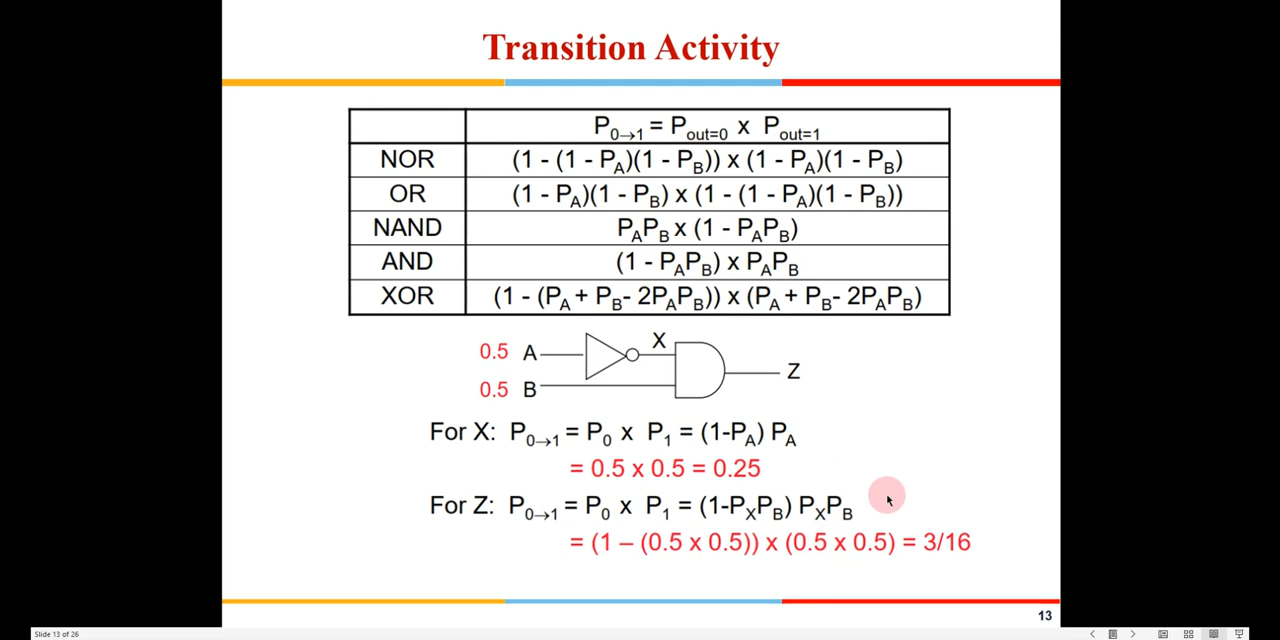 Transition Activity
P0→1 = Pout=0 x Pout=1
NOR (1 - (1 - PA)(1 - PB)) x (1 - PA)(1 - PB)
OR (1 - PA)(1 - PB) x (1 - (1 - PA)(1 - PB))
NAND PAPB x (1 - PAPB)
AND (1 - PAPB) x PAPB
XOR (1 - (PA + PB- 2PAPB)) x (PA + PB- 2PAPB)
X
0.5 A
Z
0.5 B
For X: P0→1 = P0 x P1 = (1-PA) PA
= 0.5 x 0.5 = 0.25
For Z: P0→1 = P0 x P1 = (1-PXPB) PXPB
= (1 – (0.5 x 0.5)) x (0.5 x 0.5) = 3/16
13
Slide 13 of 26